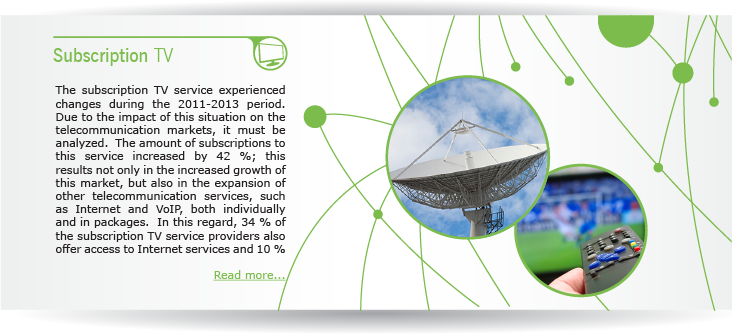 Subscription TV
The subscription TV service experienced
changes during the 2011-2013 period.
Due to the impact of this situation on the
telecommunication markets, it must be
analyzed. The amount of subscriptions to
this service increased by 42 %; this
results not only in the increased growth of
this market, but also in the expansion of
other telecommunication services, such
as Internet and VoIP, both individually
and in packages. In this regard, 34 % of
the subscription TV service providers also
offer access to Internet services and 10 %
Read more...